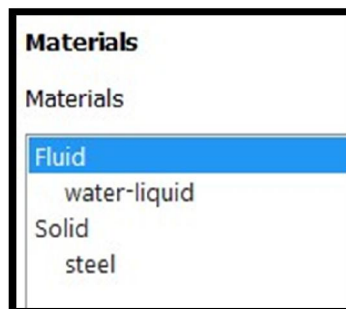 Materials
Materials
Fluid
water-liquid
Solid
steel